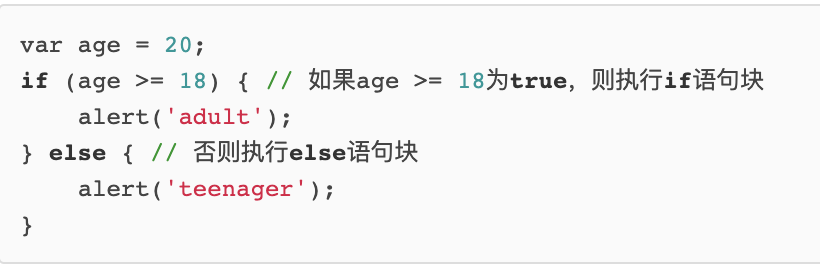 var age = 20;
if (age >= 18) { // 如果age >= 18为true，则执行if语句块
    alert('adult');
} else { // 否则执行else语句块
    alert('teenager');
}